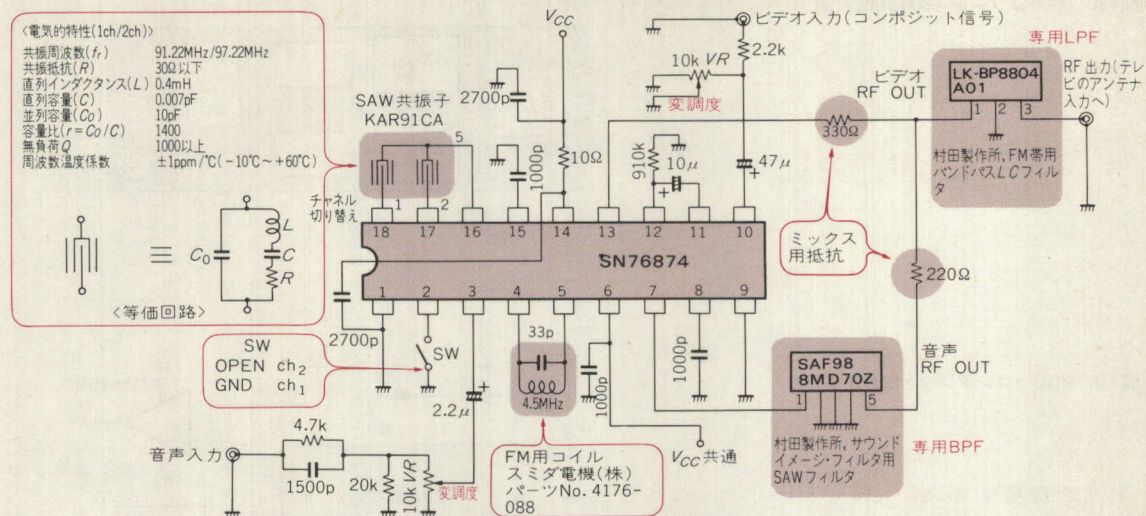 〈電気的特性(1ch/2ch)〉
共振周波数(fr) 91.22MHz/97.22MHz
共振抵抗(R) 30Ω以下
直列インダクタンス(L) 0.4mH
直列容量(C) 0.007pF
並列容量(C0) 10pF
容量比(r=C0/C) 1400
無負荷Q 1000以上
周波数温度係数 ±1ppm/℃(−10℃〜+60℃)
C0
L
C
R
〈等価回路〉
SAW共振子
KAR91CA
5
1
2
チャネル
切り替え
2700p
1000p
VCC
10Ω
910k
10μ
+
10k VR
変調度
ビデオ入力(コンポジット信号)
2.2k
47μ
+
ビデオ
RF OUT
330Ω
専用LPF
LK-BP8804
A01
1 2 3
RF出力(テレ
ビのアンテナ
入力へ)
村田製作所,FM帯用
バンドパスLCフィル
タ
18 17 16 15 14 13 12 11 10
SN76874
1 2 3 4 5 6 7 8 9
ミックス
用抵抗
220Ω
音声
RF OUT
2700p
SW
OPEN ch2
GND ch1
SW
2.2μ
+
33p
4.5MHz
1000p
1000p
SAF98
8MD70Z
1 5
専用BPF
村田製作所,サウンド
イメージ・フィルタ用
SAWフィルタ
VCC共通
FM用コイル
スミダ電機(株)
パーツNo. 4176-
088
音声入力
4.7k
1500p
20k
10k VR
変調度